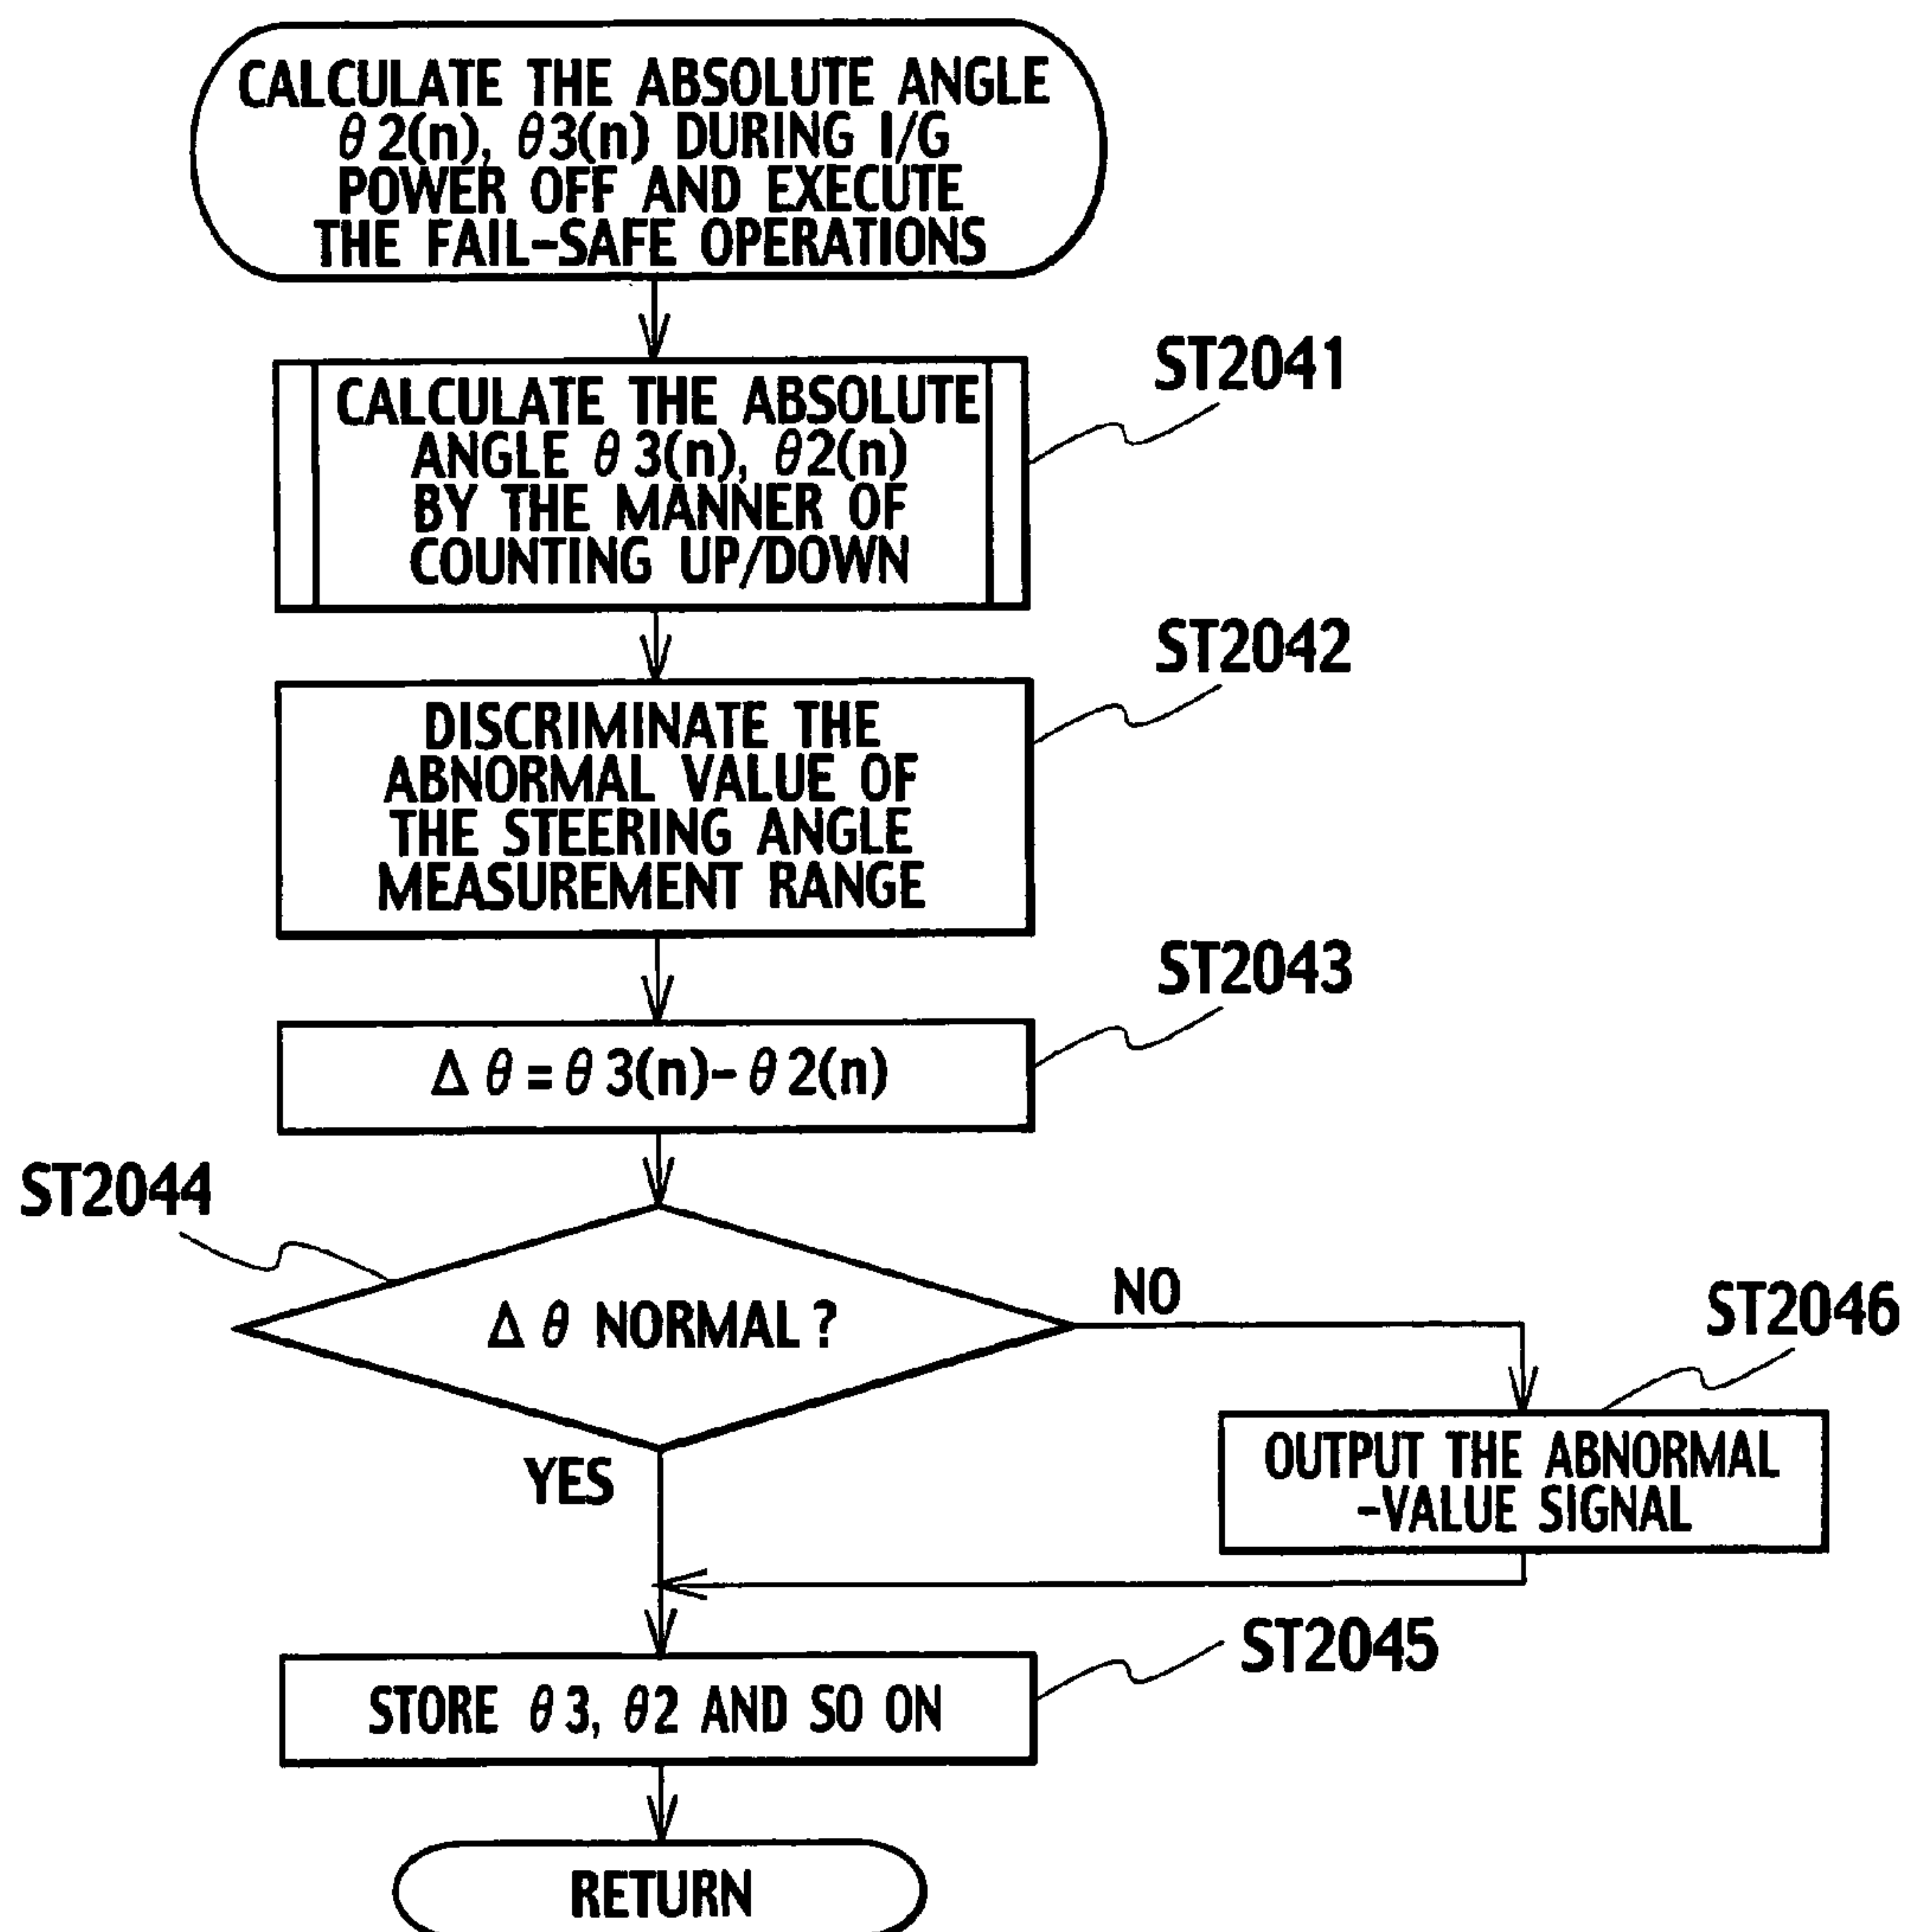 CALCULATE THE ABSOLUTE ANGLE
θ2(n), θ3(n) DURING I/G
POWER OFF AND EXECUTE
THE FAIL-SAFE OPERATIONS
ST2041
CALCULATE THE ABSOLUTE
ANGLE θ3(n), θ2(n)
BY THE MANNER OF
COUNTING UP/DOWN
ST2042
DISCRIMINATE THE
ABNORMAL VALUE OF
THE STEERING ANGLE
MEASUREMENT RANGE
ST2043
Δθ=θ3(n)-θ2(n)
ST2044
Δθ NORMAL?
NO
ST2046
OUTPUT THE ABNORMAL
-VALUE SIGNAL
YES
ST2045
STORE θ3, θ2 AND SO ON
RETURN